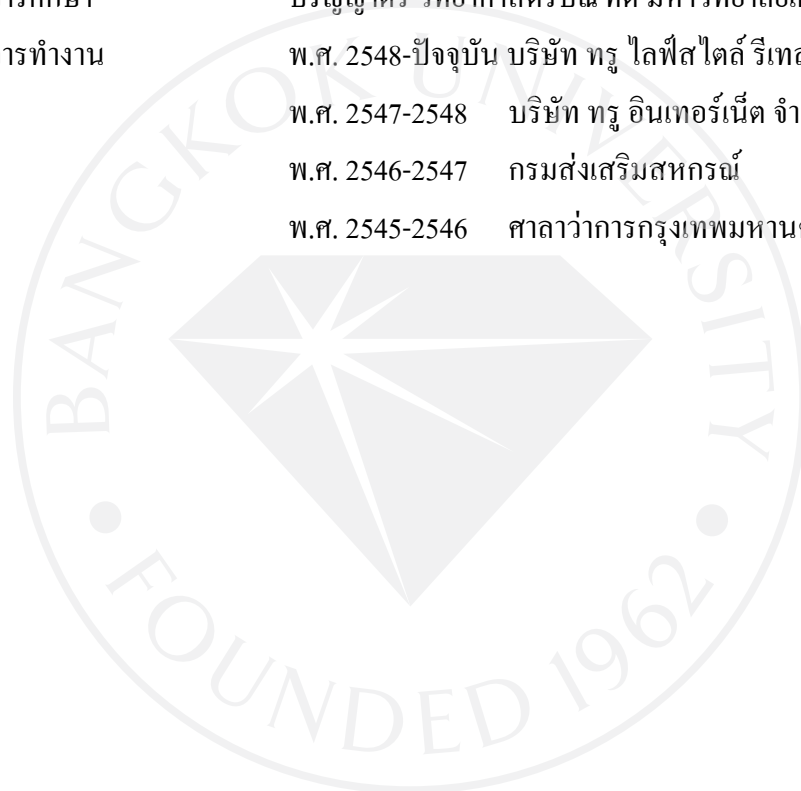 พ.ศ. 2548-ปัจจุบัน บริษัท ทรู ไลฟ์สไตล์ รีเทล
การทำงาน
พ.ศ. 2547-2548 บริษัท ทรู อินเทอร์เน็ต จำ
พ.ศ. 2546-2547 กรมส่งเสริมสหกรณ์
พ.ศ. 2545-2546 ศาลาว่าการกรุงเทพมหาน
BANGKOK UNIVERSITY
FOUNDED 1962